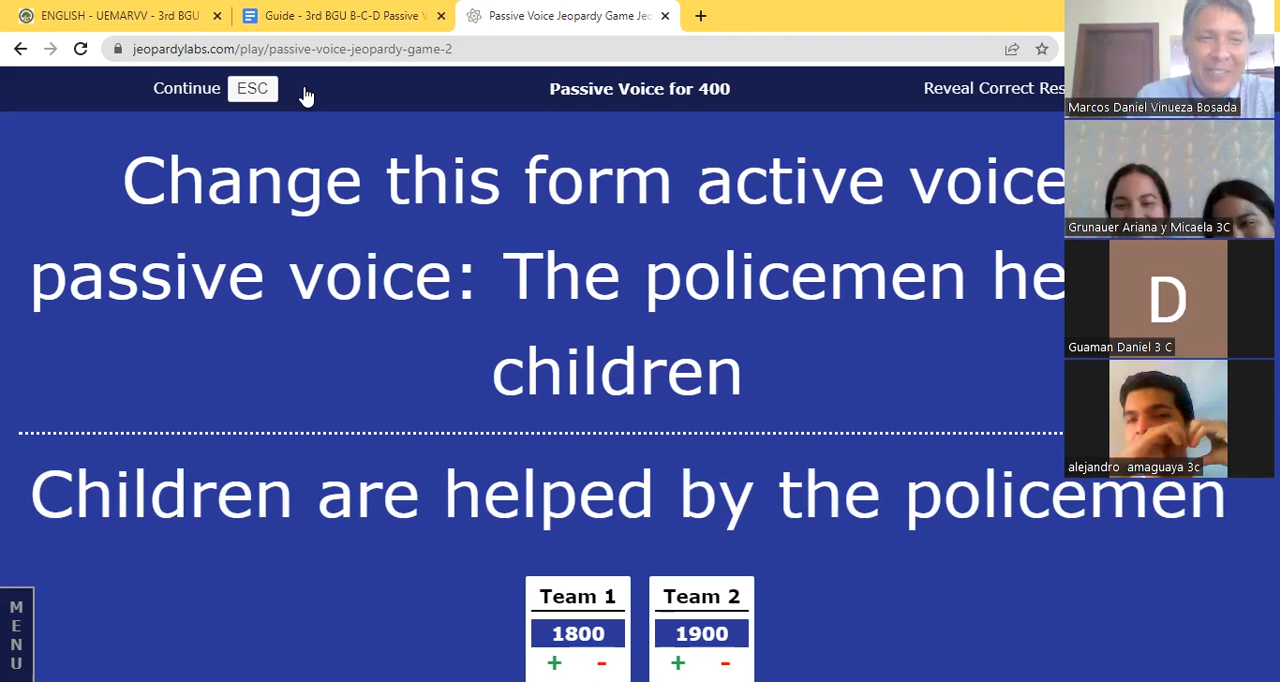 ENGLISH - UEMARVV - 3rd BGU
Guide - 3rd BGU B-C-D Passive V
Passive Voice Jeopardy Game Jeo
jeopardylabs.com/play/passive-voice-jeopardy-game-2
Continue ESC
Passive Voice for 400
Reveal Correct Res
Change this form active voice
passive voice: The policemen he
children
Children are helped by the policemen
Team 1
1800
+ -
Team 2
1900
+ -
MENU
Marcos Daniel Vinueza Bosada
Grunauer Ariana y Micaela 3C
D
Guaman Daniel 3 C
alejandro amaguaya 3c